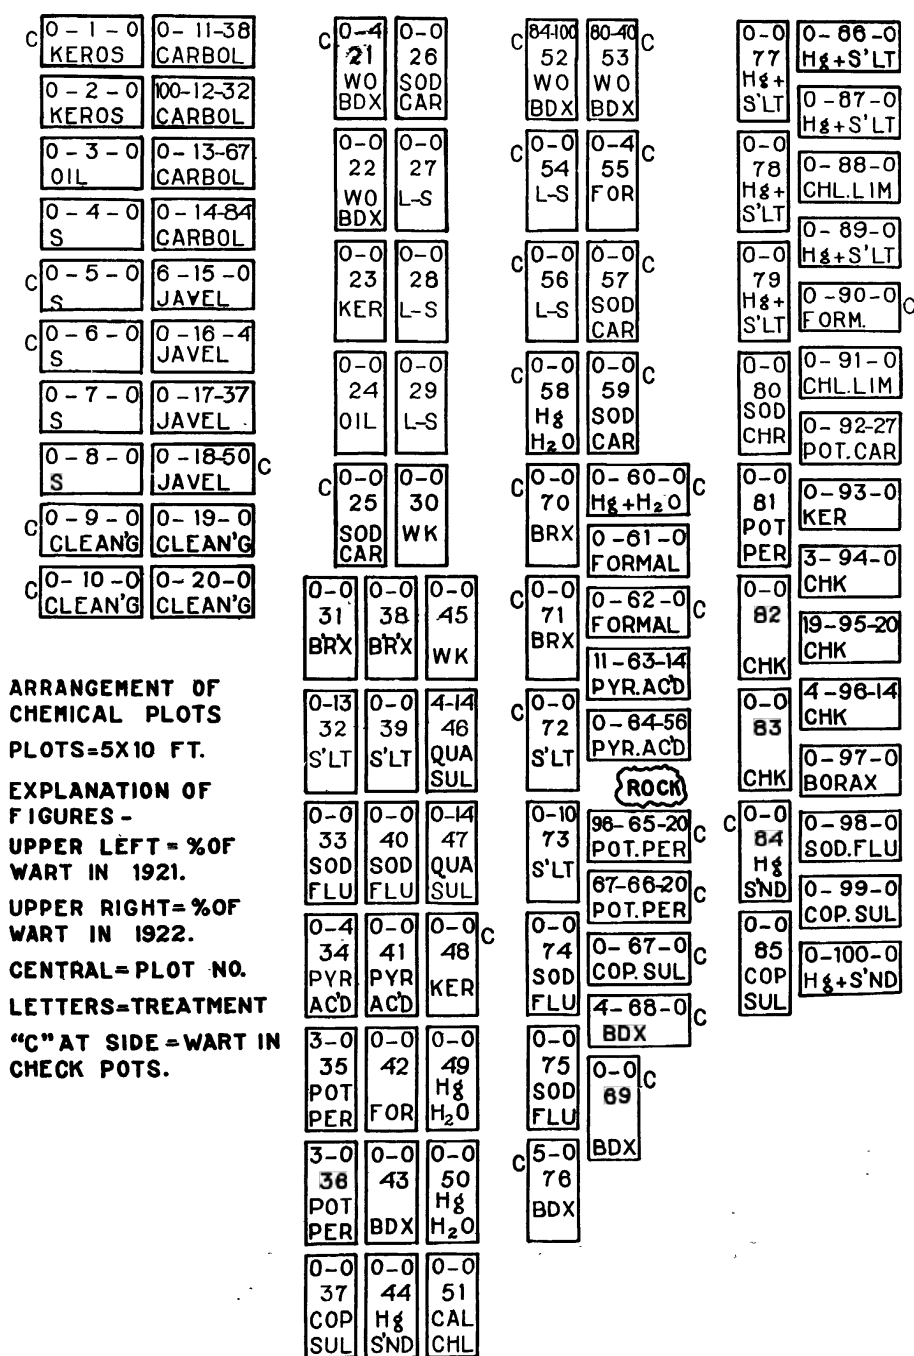 C 0-1-0
KEROS
0-11-38
CARBOL
0-2-0
KEROS
100-12-32
CARBOL
0-3-0
OIL
0-13-67
CARBOL
0-4-0
S
0-14-84
CARBOL
C 0-5-0
S
6-15-0
JAVEL
C 0-6-0
S
0-16-4
JAVEL
0-7-0
S
0-17-37
JAVEL
0-8-0
S
0-18-50 C
JAVEL
C 0-9-0
CLEAN'G
0-19-0
CLEAN'G
C 0-10-0
CLEAN'G
0-20-0
CLEAN'G
ARRANGEMENT OF
CHEMICAL PLOTS
PLOTS=5X10 FT.
EXPLANATION OF
FIGURES -
UPPER LEFT = % OF
WART IN 1921.
UPPER RIGHT = % OF
WART IN 1922.
CENTRAL = PLOT NO.
LETTERS = TREATMENT
"C" AT SIDE = WART IN
CHECK POTS.
C 0-4
21
WO
BDX
0-0
26
SOD
CAR
0-0
22
WO
BDX
0-0
27
L-S
0-0
23
KER
0-0
28
L-S
0-0
24
OIL
0-0
29
L-S
C 0-0
25
SOD
CAR
0-0
30
WK
0-0
31
B'R'X
0-0
38
B'R'X
0-0
45
WK
0-13
32
S'LT
0-0
39
S'LT
4-14
46
QUA
SUL
0-0
33
SOD
FLU
0-0
40
SOD
FLU
0-14
47
QUA
SUL
0-4
34
PYR
AC'D
0-0
41
PYR
AC'D
0-0 C
48
KER
3-0
35
POT
PER
0-0
42
FOR
0-0
49
Hg
H2O
3-0
36
POT
PER
0-0
43
BDX
0-0
50
Hg
H2O
0-0
37
COP
SUL
0-0
44
Hg
S'ND
0-0
51
CAL
CHL
C 84-100
52
WO
BDX
80-40 C
53
WO
BDX
C 0-0
54
L-S
0-4 C
55
FOR
C 0-0
56
L-S
0-0 C
57
SOD
CAR
C 0-0
58
Hg
H2O
0-0 C
59
SOD
CAR
C 0-0
70
BRX
0-60-0 C
Hg+H2O
0-61-0
FORMAL
C 0-0
71
BRX
0-62-0 C
FORMAL
11-63-14
PYR.AC'D
C 0-0
72
S'LT
0-64-56
PYR.AC'D
ROCK
0-10
73
S'LT
96-65-20 C
POT.PER
67-66-20 C
POT.PER
0-0
74
SOD
FLU
0-67-0 C
COP.SUL
4-68-0 C
BDX
0-0
75
SOD
FLU
0-0 C
69
BDX
C 5-0
76
BDX
0-0
77
Hg+
S'LT
0-0
78
Hg+
S'LT
0-0
79
Hg+
S'LT
0-0
80
SOD
CHR
0-0
81
POT
PER
0-0
82
CHK
0-0
83
CHK
C 0-0
84
Hg
S'ND
0-0
85
COP
SUL
0-86-0
Hg+S'LT
0-87-0
Hg+S'LT
0-88-0
CHL.LIM
0-89-0
Hg+S'LT
0-90-0 C
FORM.
0-91-0
CHL.LIM
0-92-27
POT.CAR
0-93-0
KER
3-94-0
CHK
19-95-20
CHK
4-96-14
CHK
0-97-0
BORAX
0-98-0
SOD.FLU
0-99-0
COP.SUL
0-100-0
Hg+S'ND